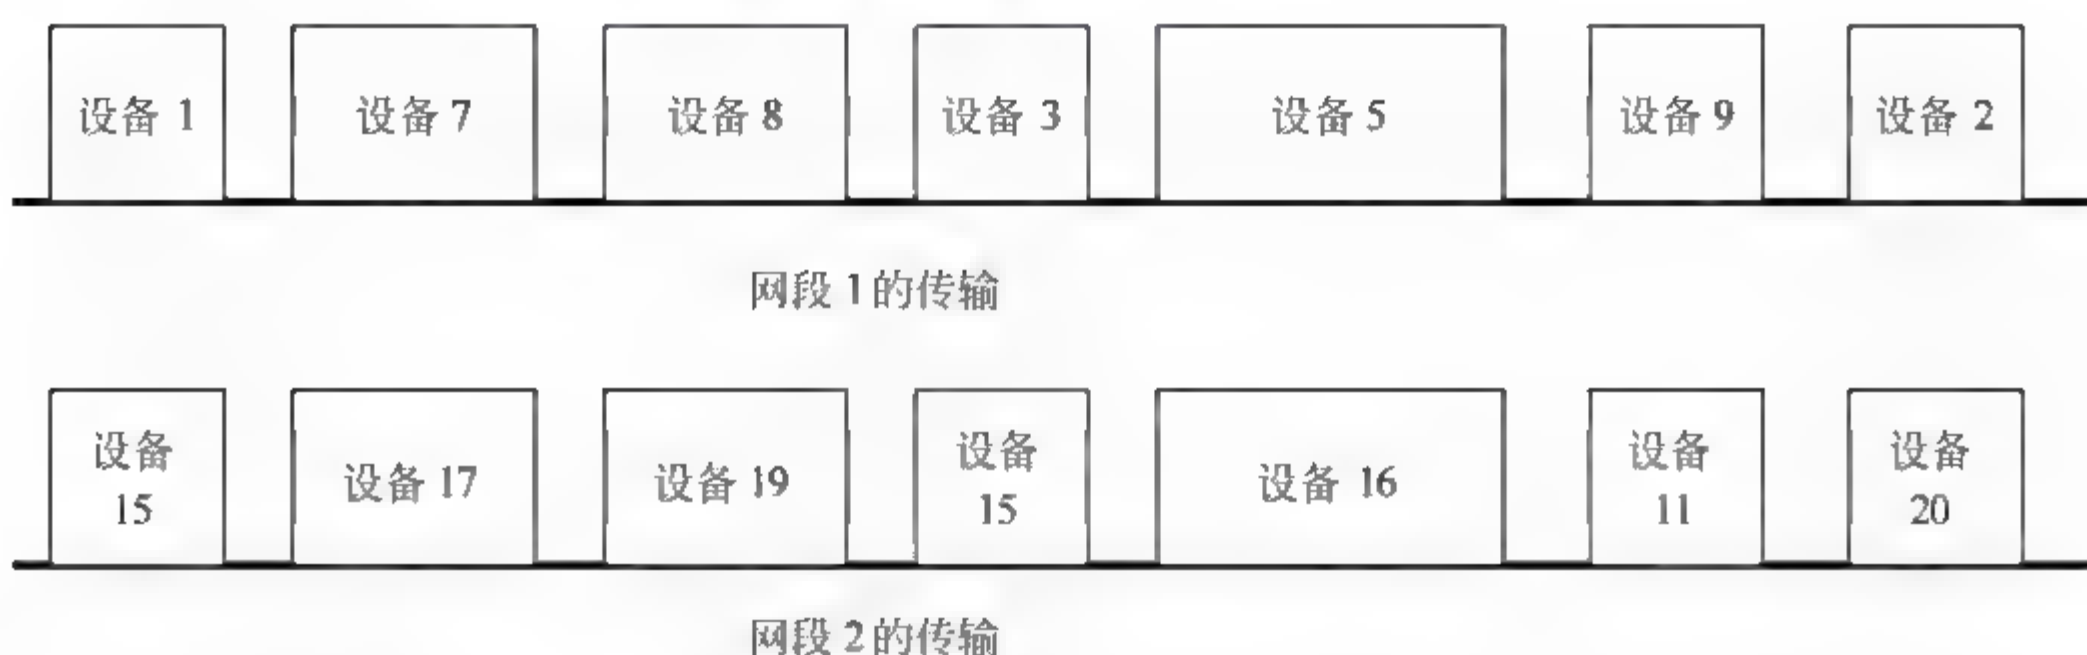 设备 1
设备 7
设备 8
设备 3
设备 5
设备 9
设备 2
网段 1 的传输
设备
15
设备 17
设备 19
设备
15
设备 16
设备
11
设备
20
网段 2 的传输